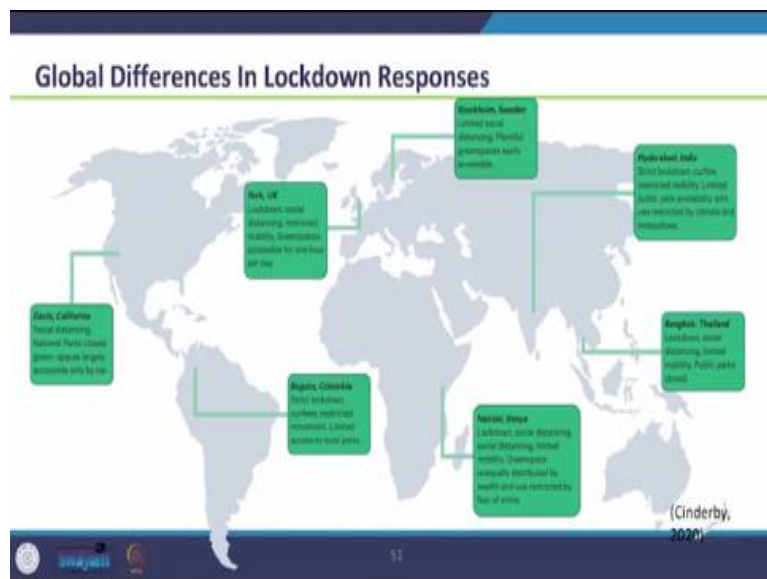 Global Differences In Lockdown Responses
Stockholm, Sweden
Limited social
distancing. Plentiful
greenspaces easily
accessible.
Hyderabad, India
Strict lockdown, curfew,
restricted mobility. Limited
public park availability with
use restricted by climate and
mosquitoes.
York, UK
Lockdown, social
distancing, restricted
mobility. Greenspaces
accessible for one hour
per day.
Davis, California
Social distancing,
National Parks closed,
green spaces largely
accessible only by car.
Bangkok, Thailand
Lockdown, social
distancing, limited
mobility. Public parks
closed.
Bogota, Colombia
Strict lockdown,
curfews, restricted
movement. Limited
access to local parks.
Nairobi, Kenya
Lockdown, social distancing
social distancing, limited
mobility. Greenspace
unequally distributed by
wealth and use restricted by
fear of crime.
(Cinderby,
2020)
swayam
51